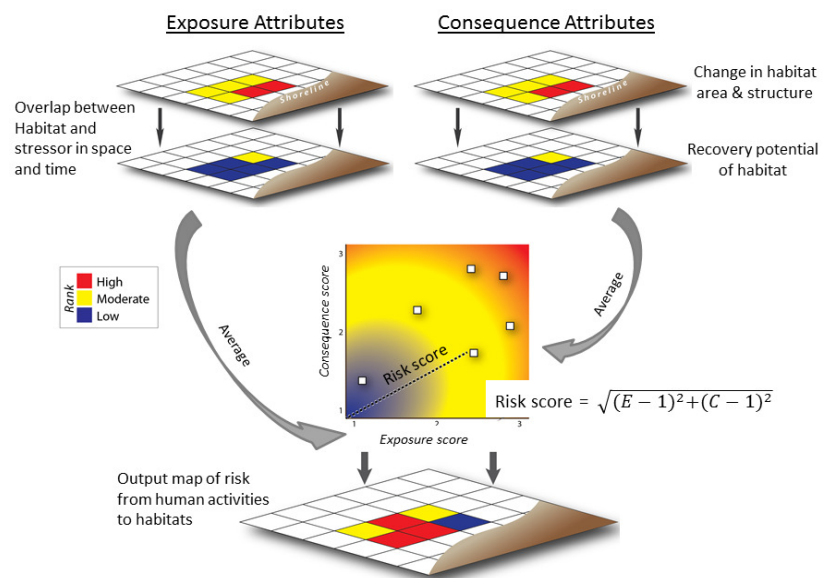 Exposure Attributes
Consequence Attributes
Shoreline
Shoreline
Overlap between
Habitat and
stressor in space
and time
Change in habitat
area & structure
Recovery potential
of habitat
Rank
High
Moderate
Low
Average
Average
Consequence score
3
2
1
Risk score
1
2
3
Exposure score
Risk score = √(E − 1)²+(C − 1)²
Output map of risk
from human activities
to habitats